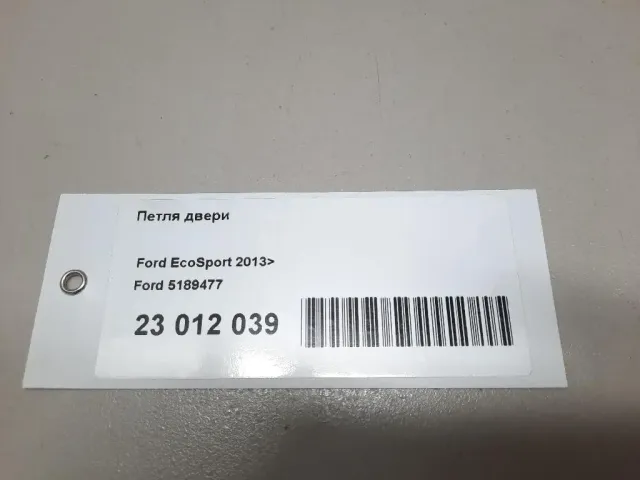 Петля двери
Ford EcoSport 2013>
Ford 5189477
23 012 039